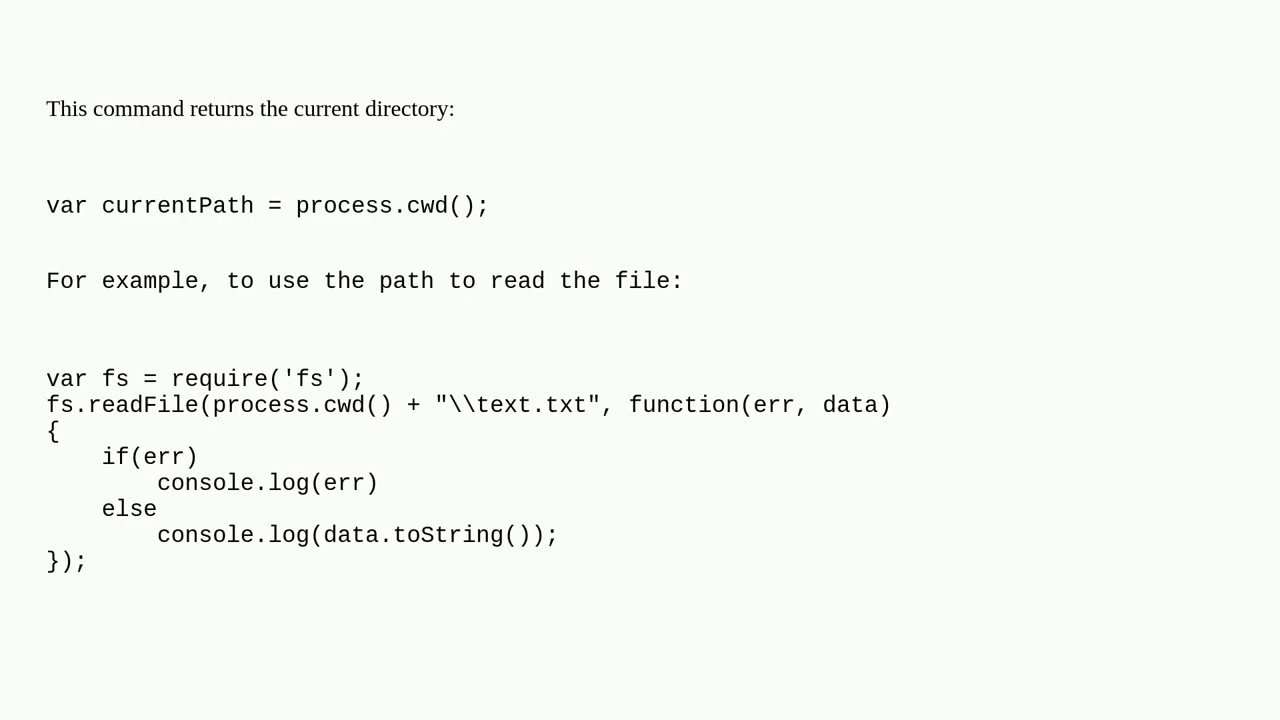 This command returns the current directory:
var currentPath = process.cwd();
For example, to use the path to read the file:
var fs = require('fs');
fs.readFile(process.cwd() + "\\text.txt", function(err, data)
{
    if(err)
        console.log(err)
    else
        console.log(data.toString());
});